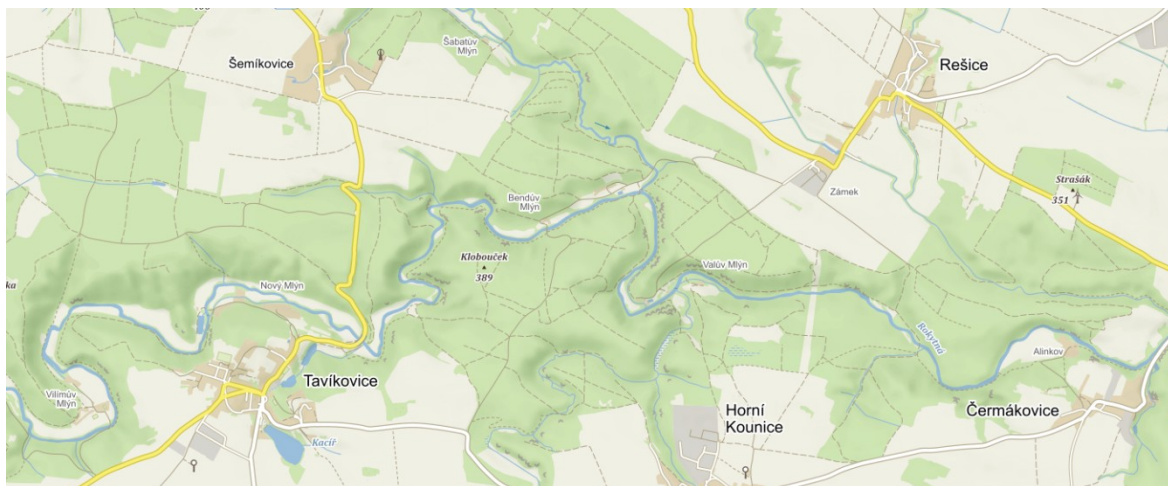 Šemíkovice
Šabatův
Mlýn
Rešice
Strašák
351
Zámek
Bendův
Mlýn
Klobouček
389
Valův Mlýn
Nový Mlýn
Rokytná
Alinkov
Vilímův
Mlýn
Tavíkovice
Horní
Kounice
Čermákovice
Kačíř